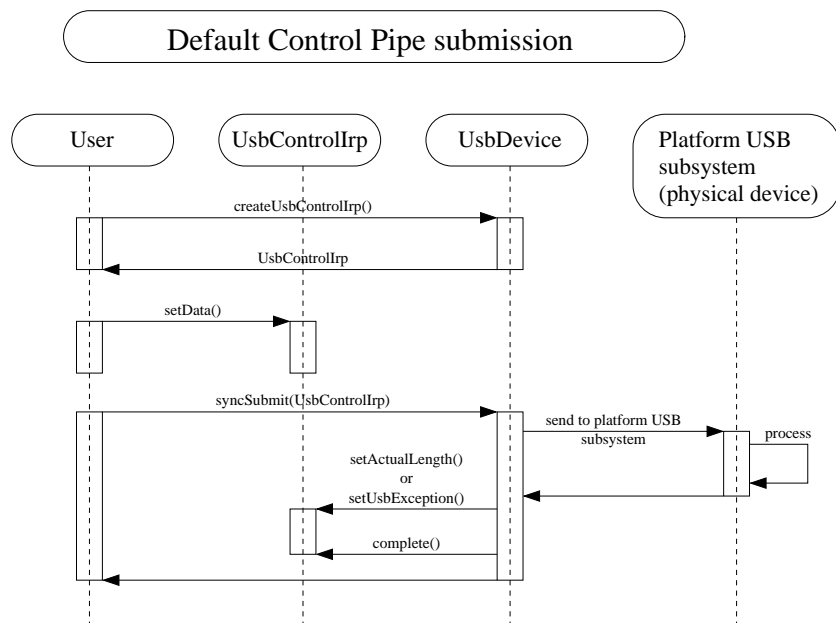 Default Control Pipe submission
User
UsbControlIrp
UsbDevice
Platform USB
subsystem
(physical device)
createUsbControlIrp()
UsbControlIrp
setData()
syncSubmit(UsbControlIrp)
send to platform USB
subsystem
process
setActualLength()
or
setUsbException()
complete()